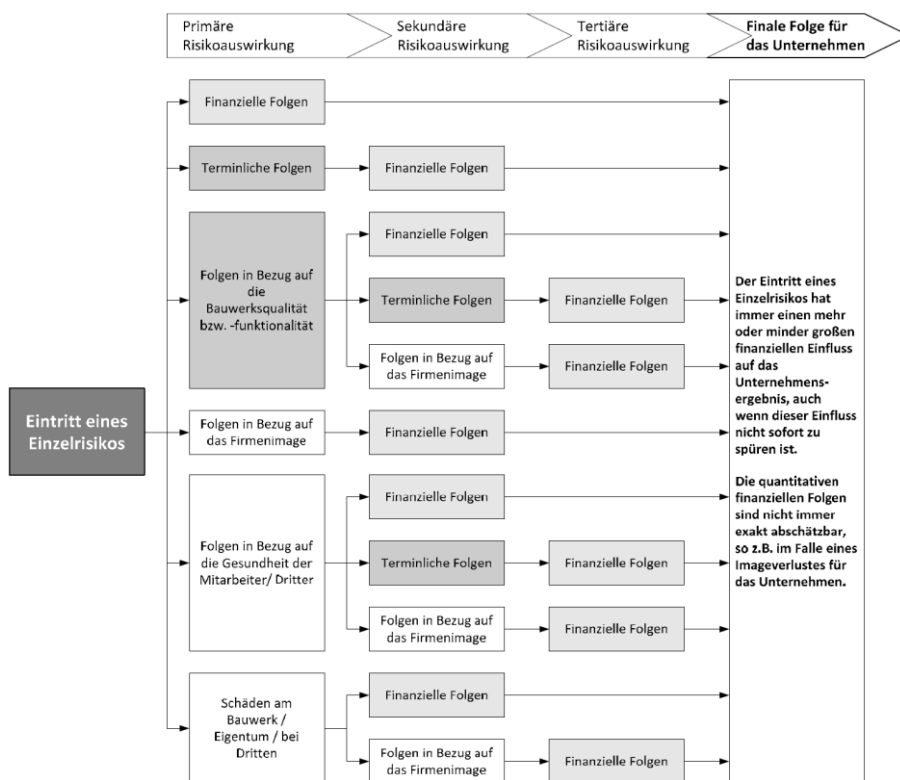 Primäre
Risikoauswirkung
Sekundäre
Risikoauswirkung
Tertiäre
Risikoauswirkung
Finale Folge für
das Unternehmen
Finanzielle Folgen
Terminliche Folgen
Finanzielle Folgen
Folgen in Bezug auf
die
Bauwerksqualität
bzw. -funktionalität
Finanzielle Folgen
Terminliche Folgen
Finanzielle Folgen
Folgen in Bezug auf
das Firmenimage
Finanzielle Folgen
Eintritt eines
Einzelrisikos
Folgen in Bezug auf
das Firmenimage
Finanzielle Folgen
Folgen in Bezug auf
die Gesundheit der
Mitarbeiter/ Dritter
Finanzielle Folgen
Terminliche Folgen
Finanzielle Folgen
Folgen in Bezug auf
das Firmenimage
Finanzielle Folgen
Schäden am
Bauwerk /
Eigentum / bei
Dritten
Finanzielle Folgen
Folgen in Bezug auf
das Firmenimage
Finanzielle Folgen
Der Eintritt eines
Einzelrisikos hat
immer einen mehr
oder minder großen
finanziellen Einfluss
auf das
Unternehmens-
ergebnis, auch
wenn dieser Einfluss
nicht sofort zu
spüren ist.
Die quantitativen
finanziellen Folgen
sind nicht immer
exakt abschätzbar,
so z.B. im Falle eines
Imageverlustes für
das Unternehmen.